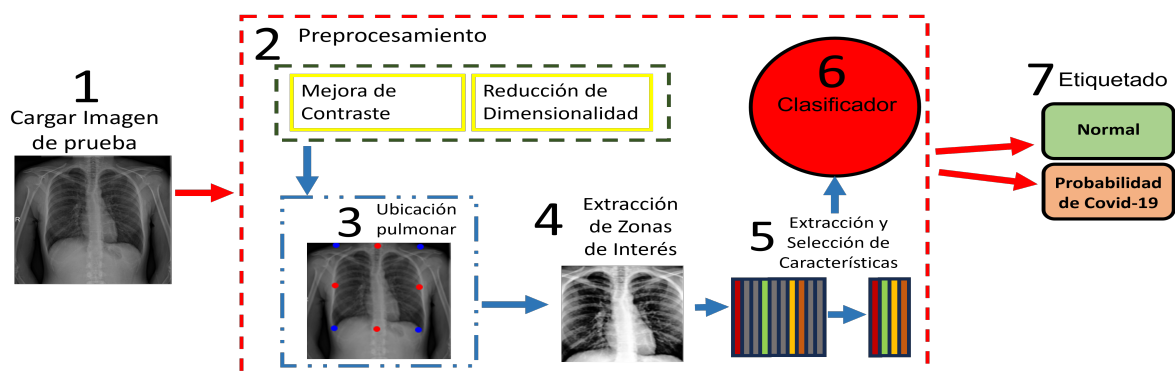 1
Cargar Imagen
de prueba
R
2 Preprocesamiento
Mejora de
Contraste
Reducción de
Dimensionalidad
3 Ubicación
pulmonar
4 Extracción
de Zonas
de Interés
5 Extracción y
Selección de
Características
6
Clasificador
7 Etiquetado
Normal
Probabilidad
de Covid-19